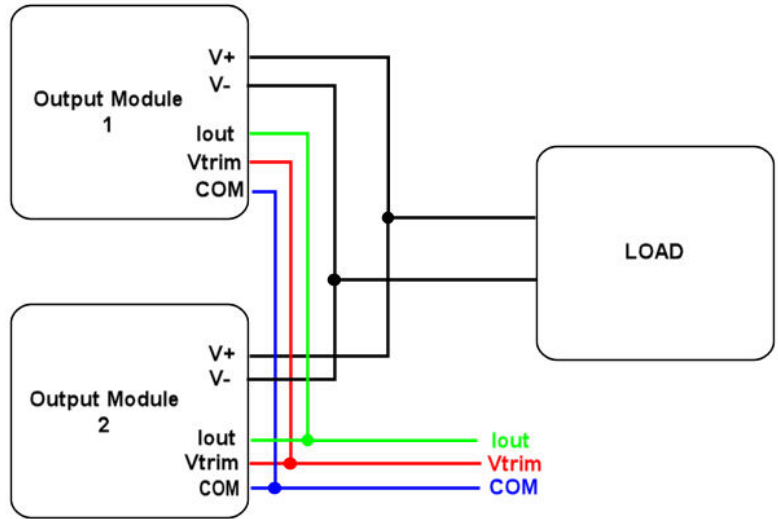 V+
V-
Output Module
1
Iout
Vtrim
COM
LOAD
V+
V-
Output Module
2
Iout
Vtrim
COM
Iout
Vtrim
COM